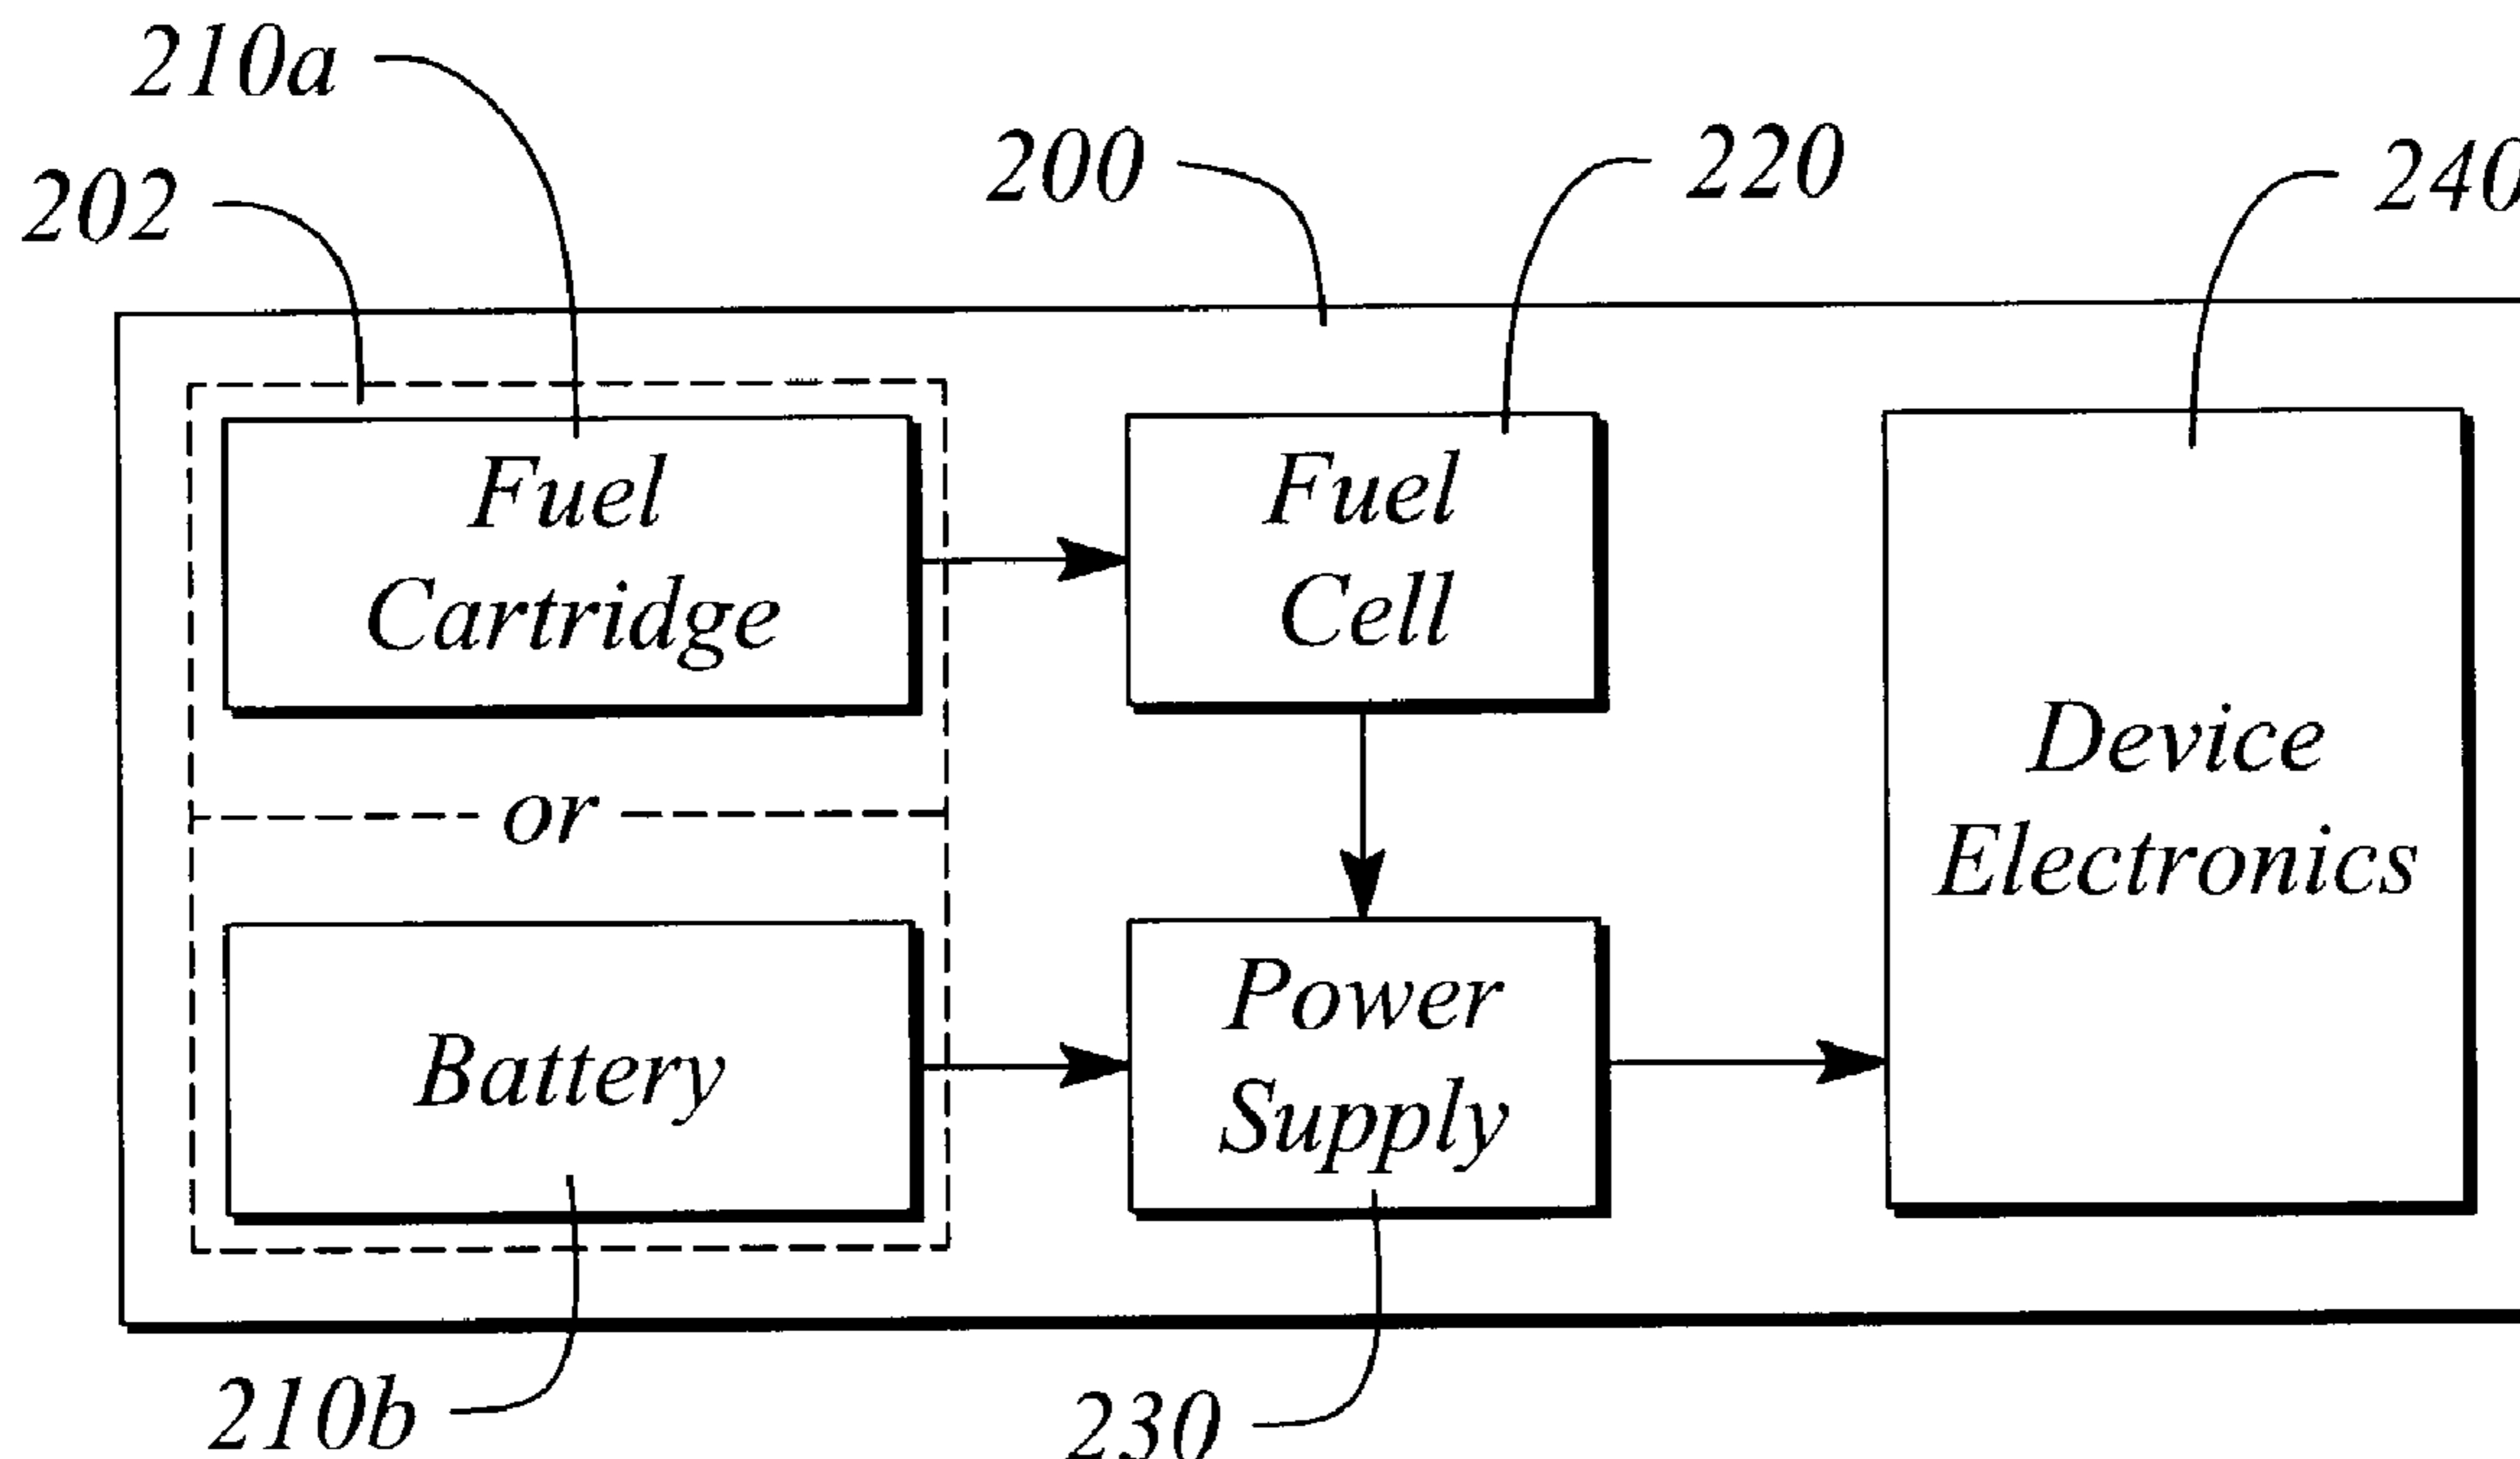 210a
202
200
220
240
Fuel
Cartridge
Fuel
Cell
Device
Electronics
or
Battery
Power
Supply
210b
230